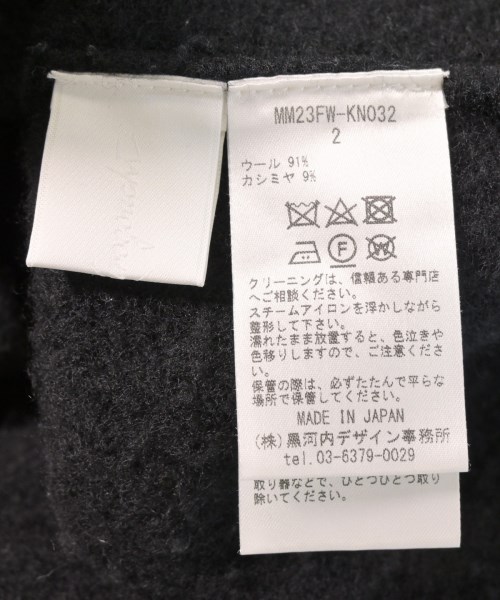 MM23FW-KN032
2
ウール 91%
カシミヤ 9%
F
クリーニングは、信頼ある専門店
へご相談ください。
スチームアイロンを浮かしながら
整形して下さい。
濡れたまま放置すると、色泣きや
色移りしますので、ご注意くださ
い。
保管の際は、必ずたたんで平らな
場所で保管してください。
MADE IN JAPAN
(株)黒河内デザイン事務所
tel.03-6379-0029
取り器などで、ひとつひとつ取り
除いてください。